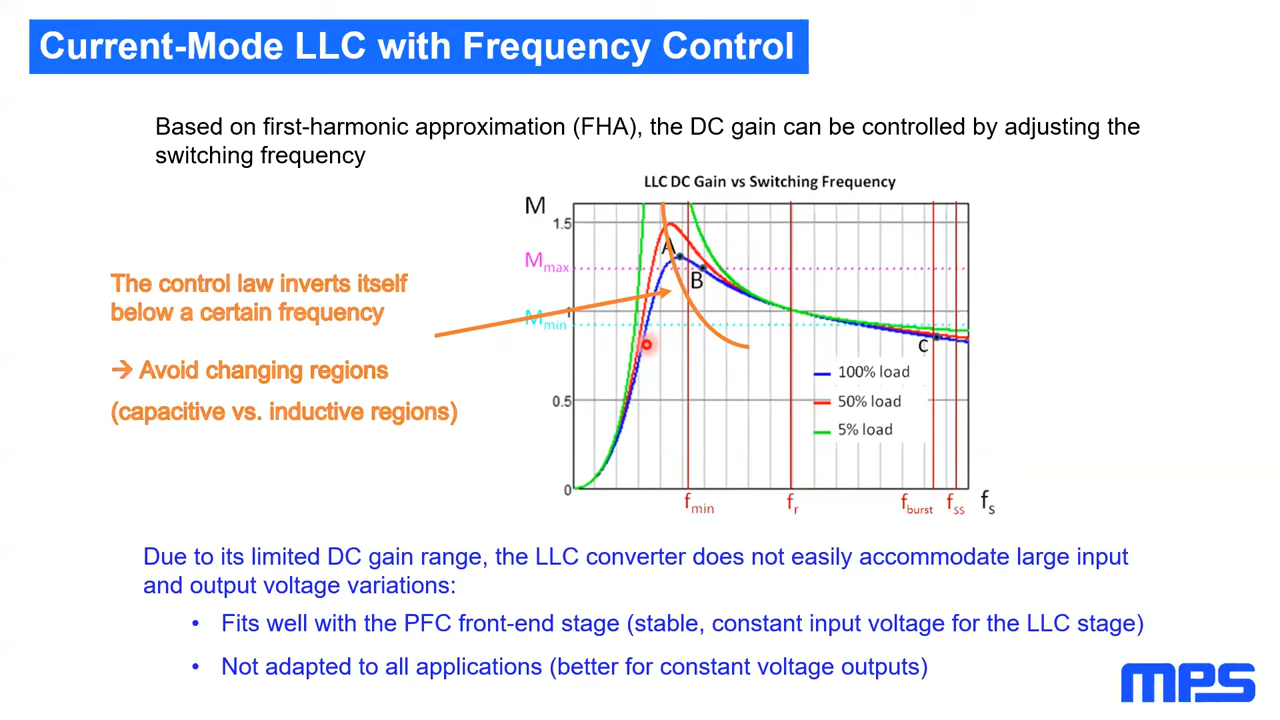 Current-Mode LLC with Frequency Control
Based on first-harmonic approximation (FHA), the DC gain can be controlled by adjusting the
switching frequency
LLC DC Gain vs Switching Frequency
M
1.5
A
Mmax
B
The control law inverts itself
below a certain frequency
1
Mmin
C
→ Avoid changing regions
(capacitive vs. inductive regions)
100% load
50% load
5% load
0.5
0
fmin
fr
fburst
fss
fs
Due to its limited DC gain range, the LLC converter does not easily accommodate large input
and output voltage variations:
• Fits well with the PFC front-end stage (stable, constant input voltage for the LLC stage)
• Not adapted to all applications (better for constant voltage outputs)
mPS